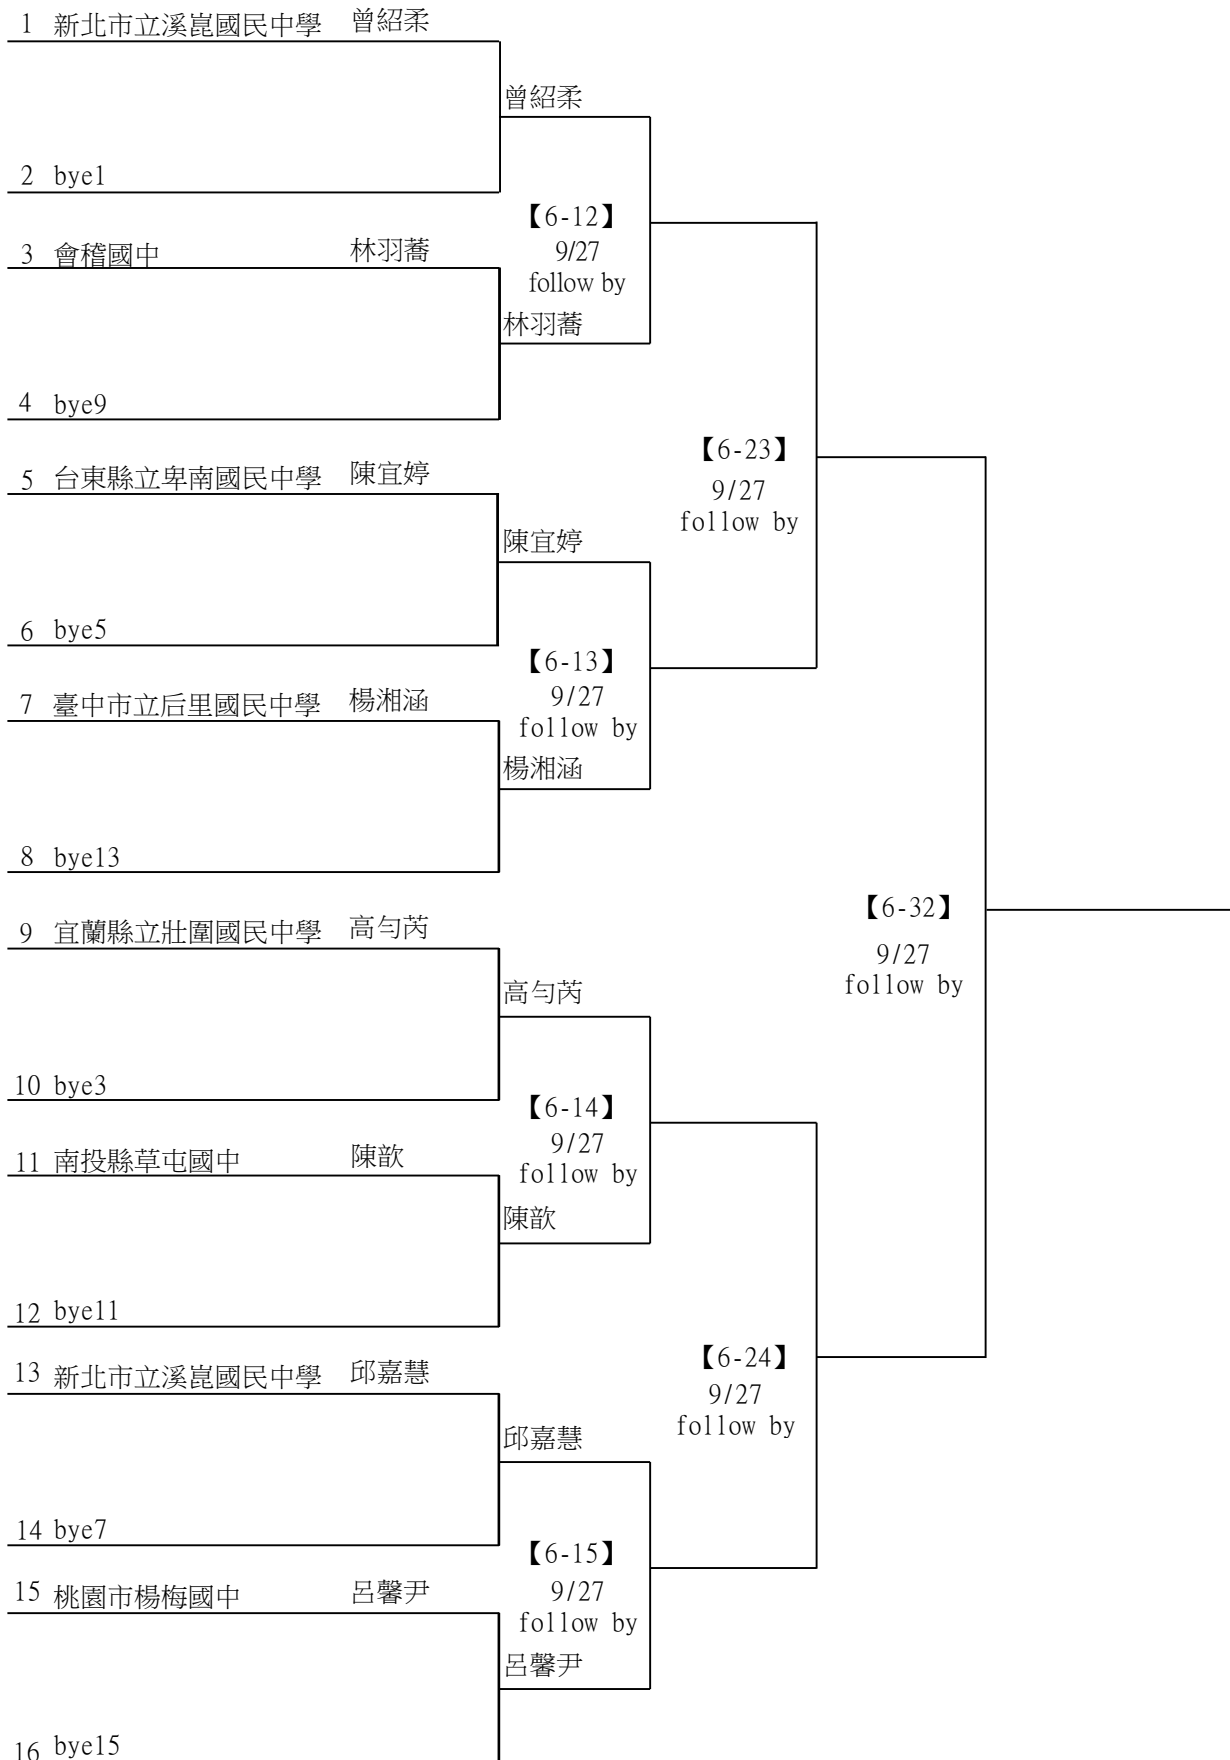 1 新北市立溪崑國民中學 曾紹柔
曾紹柔
2 bye1
【6-12】
9/27
follow by
3 會稽國中 林羽蕎
林羽蕎
4 bye9
【6-23】
9/27
follow by
5 台東縣立卑南國民中學 陳宜婷
陳宜婷
6 bye5
【6-13】
9/27
follow by
7 臺中市立后里國民中學 楊湘涵
楊湘涵
8 bye13
【6-32】
9/27
follow by
9 宜蘭縣立壯圍國民中學 高勻芮
高勻芮
10 bye3
【6-14】
9/27
follow by
11 南投縣草屯國中 陳歆
陳歆
12 bye11
【6-24】
9/27
follow by
13 新北市立溪崑國民中學 邱嘉慧
邱嘉慧
14 bye7
【6-15】
9/27
follow by
15 桃園市楊梅國中 呂馨尹
呂馨尹
16 bye15